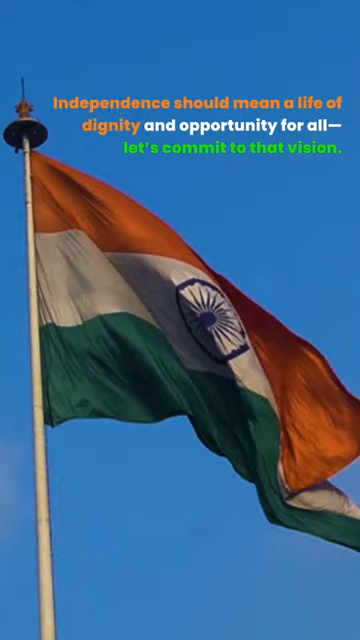 Independence should mean a life of
dignity and opportunity for all—
let's commit to that vision.